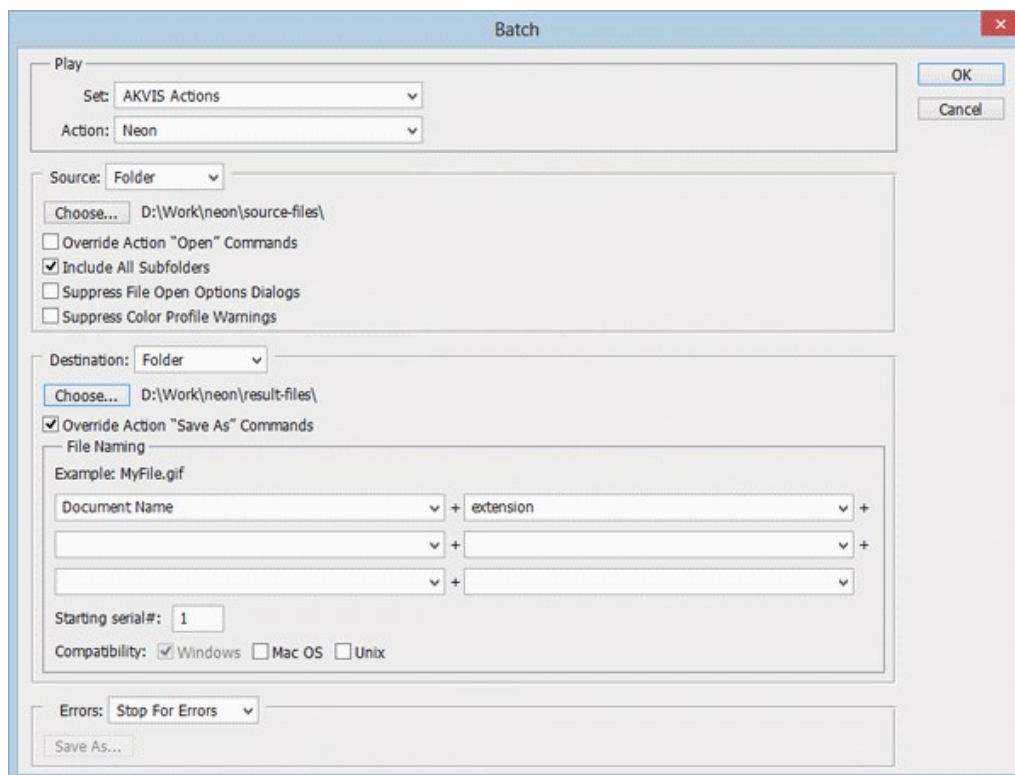 Batch
Play
OK
Set: AKVIS Actions
Cancel
Action: Neon
Source: Folder
Choose... D:\Work\neon\source-files\
Override Action "Open" Commands
Include All Subfolders
Suppress File Open Options Dialogs
Suppress Color Profile Warnings
Destination: Folder
Choose... D:\Work\neon\result-files\
Override Action "Save As" Commands
File Naming
Example: MyFile.gif
Document Name + extension +
+ +
+
Starting serial#: 1
Compatibility: Windows Mac OS Unix
Errors: Stop For Errors
Save As...